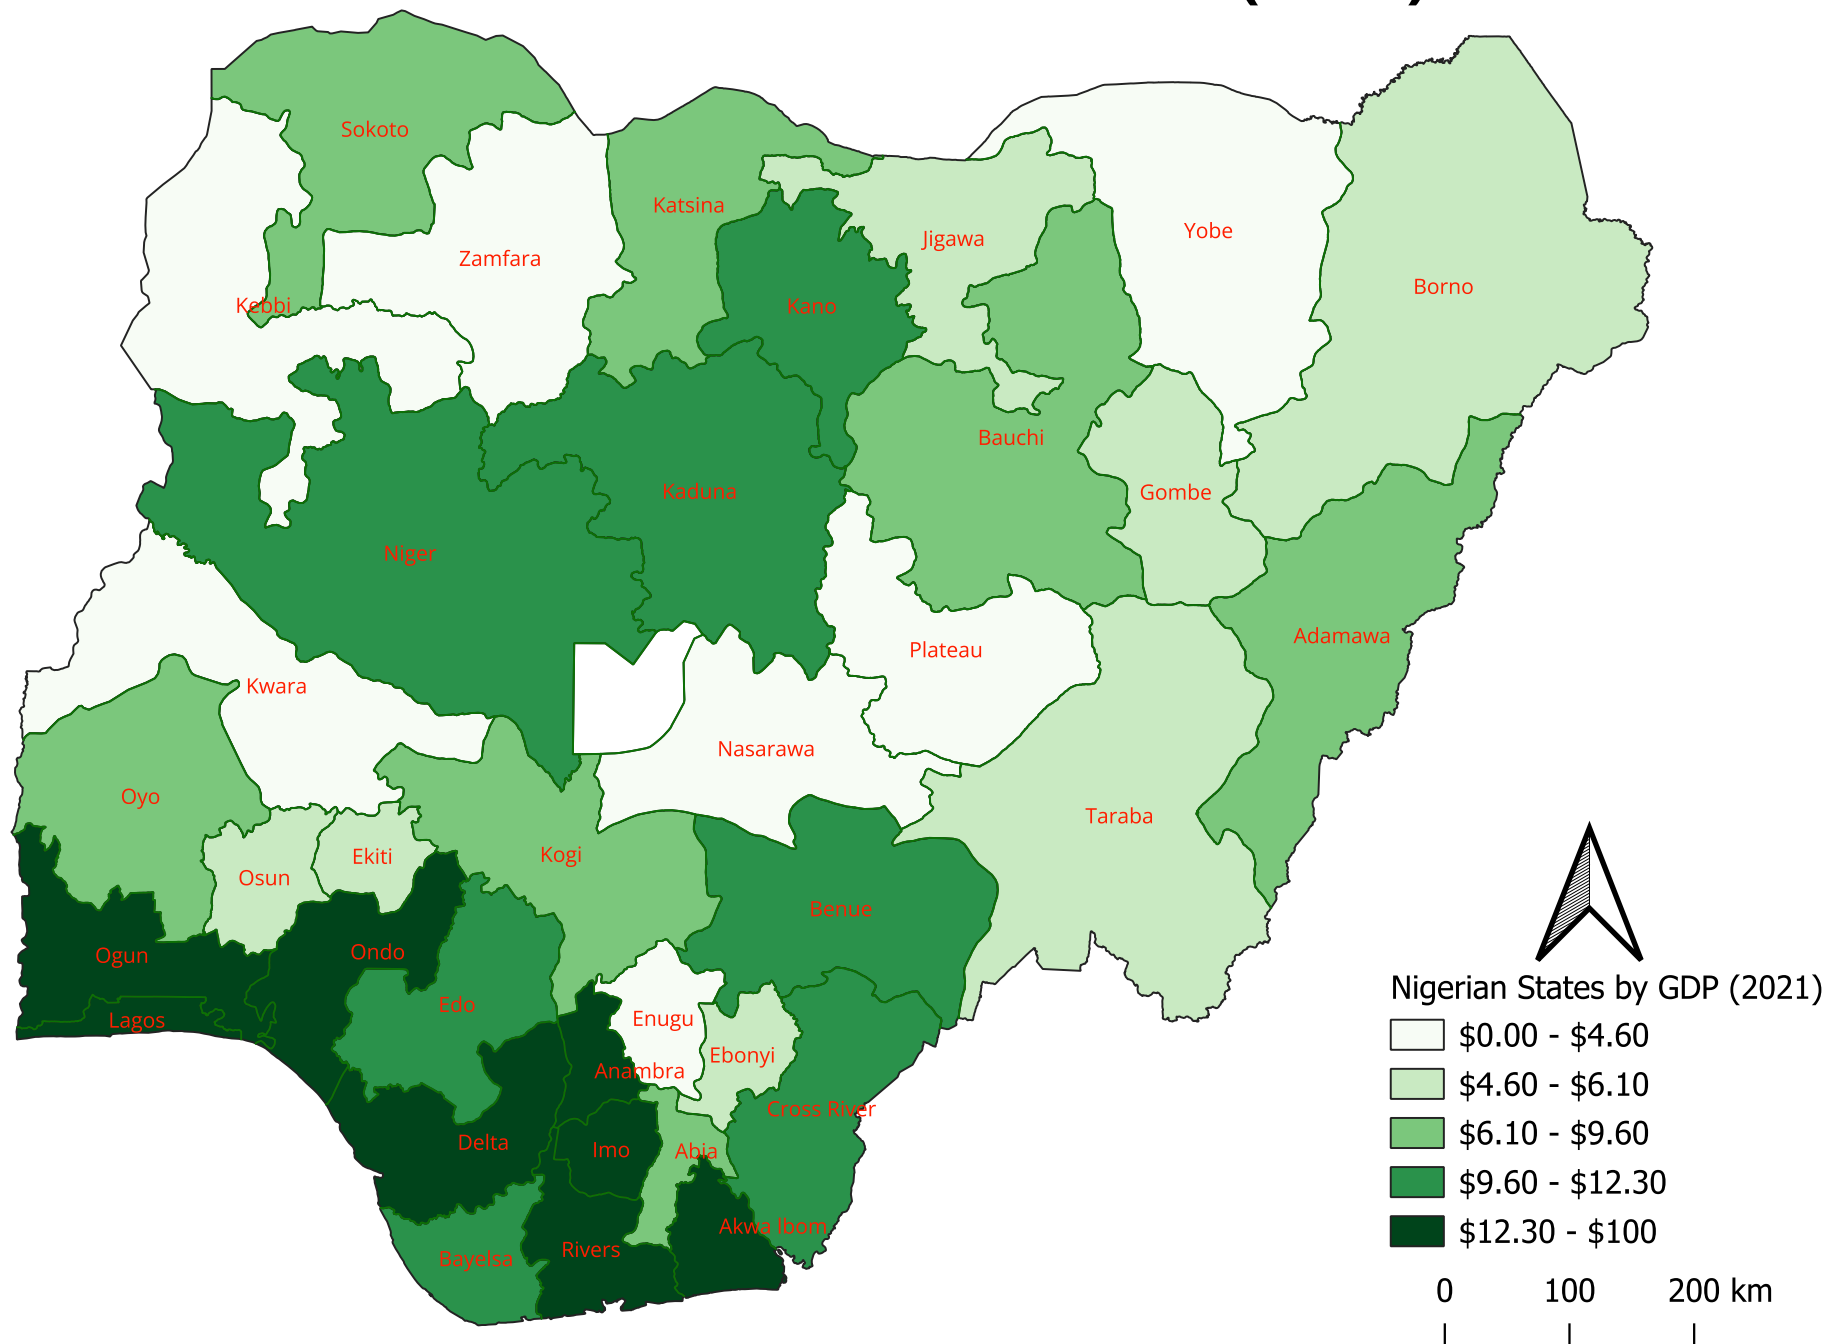 Sokoto
Katsina
Zamfara
Jigawa
Yobe
Borno
Kebbi
Kano
Bauchi
Kaduna
Gombe
Niger
Adamawa
Plateau
Kwara
Nasarawa
Oyo
Taraba
Kogi
Ekiti
Osun
Benue
Ondo
Ogun
Edo
Lagos
Enugu
Ebonyi
Anambra
Cross River
Delta
Imo
Abia
Akwa Ibom
Rivers
Bayelsa
Nigerian States by GDP (2021)
$0.00 - $4.60
$4.60 - $6.10
$6.10 - $9.60
$9.60 - $12.30
$12.30 - $100
0 100 200 km